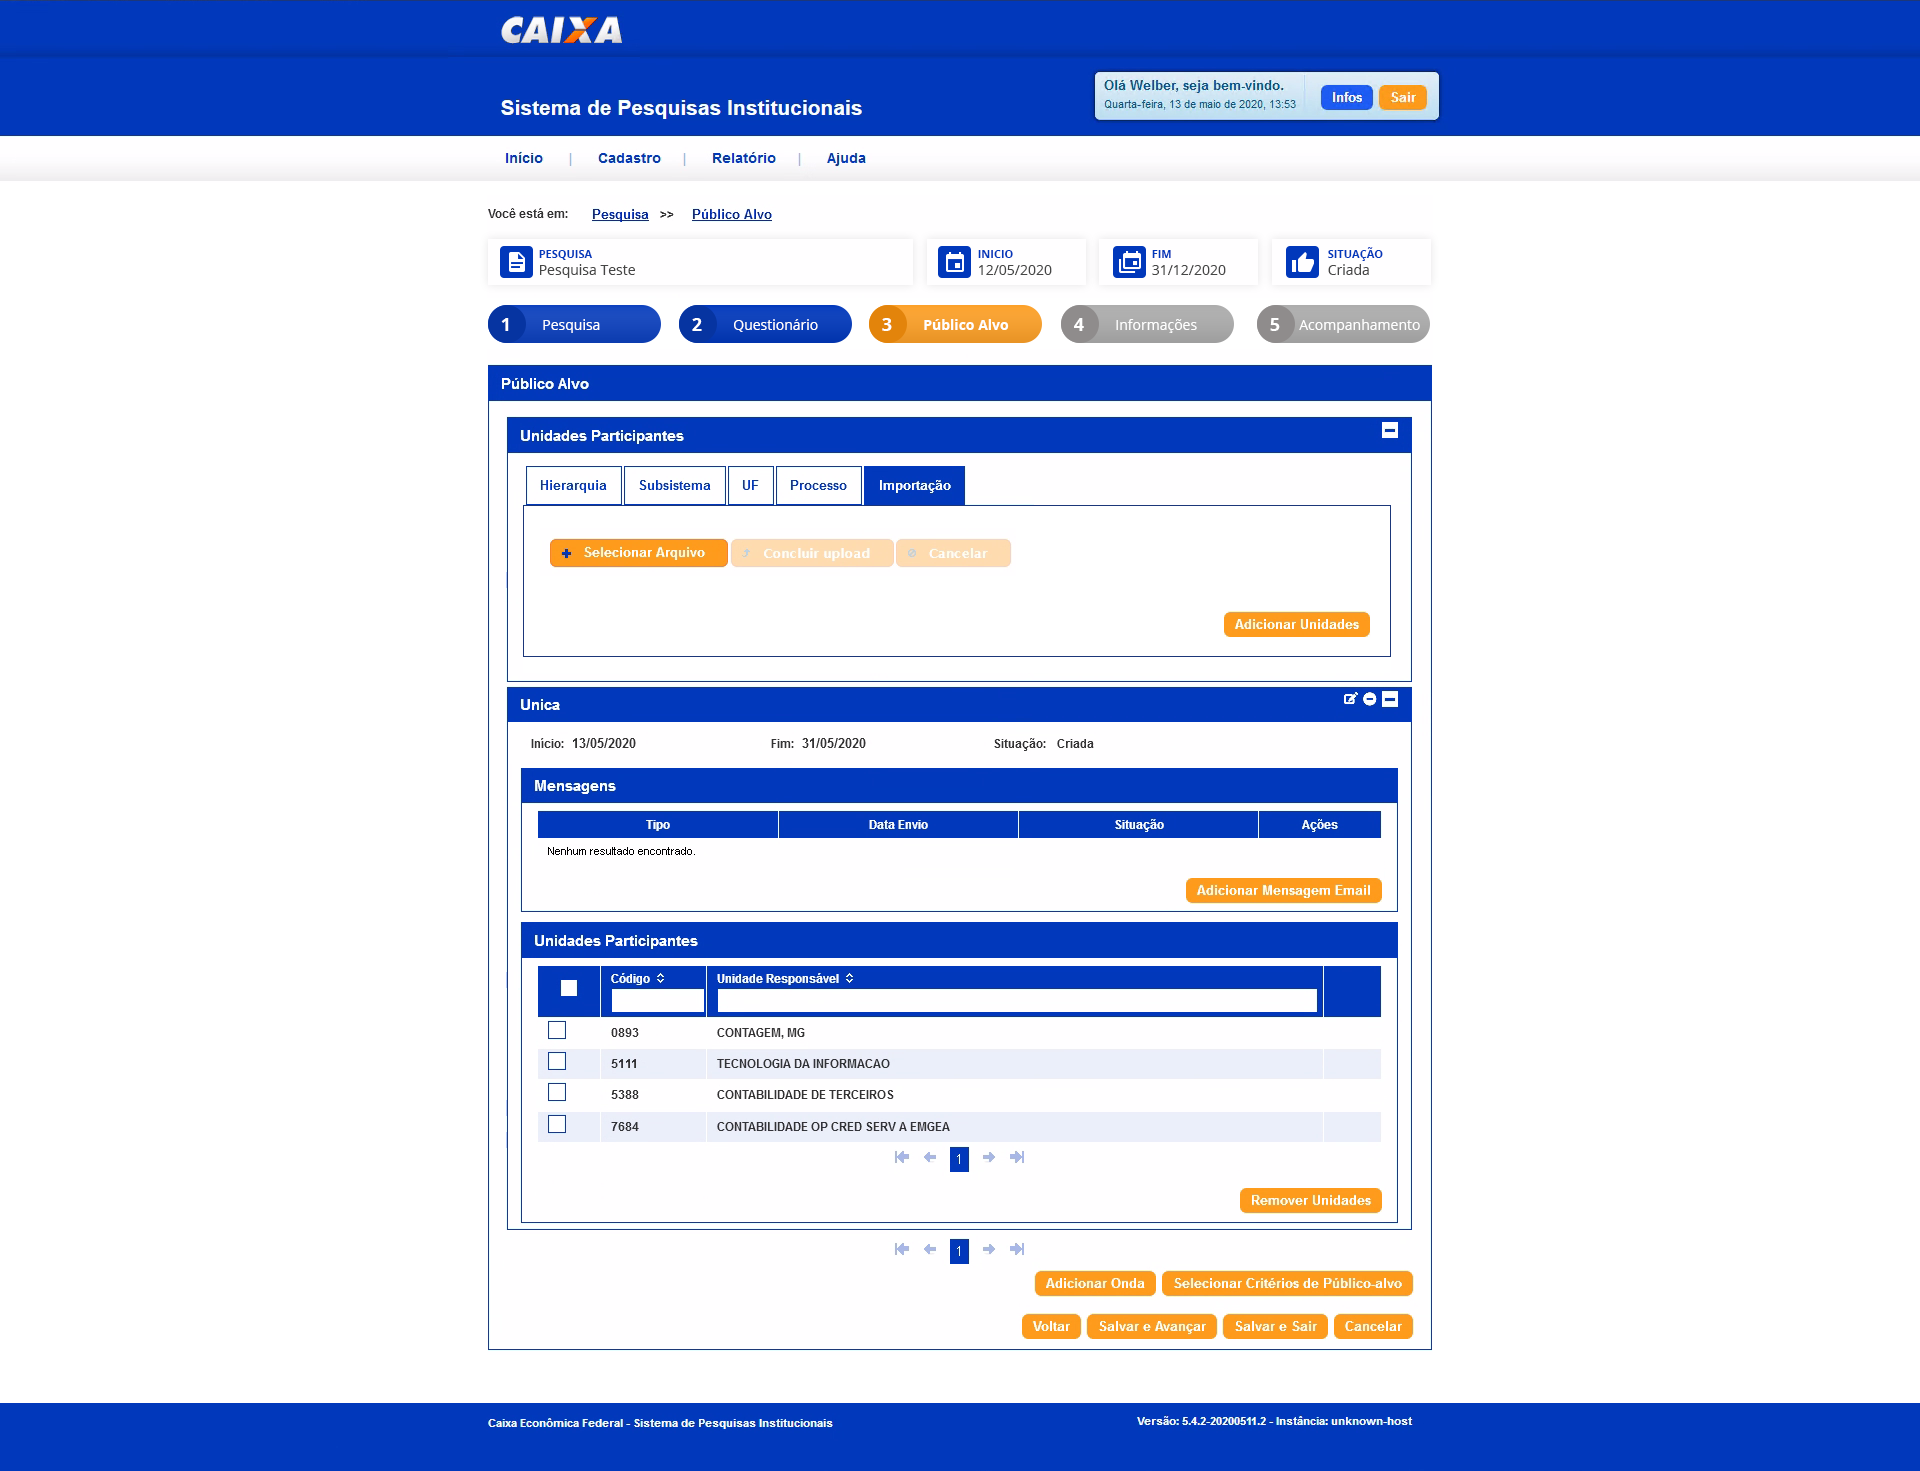 CAIXA
Sistema de Pesquisas Institucionais
Olá Welber, seja bem-vindo.
Quarta-feira, 13 de maio de 2020, 13:53
Infos
Sair
Início | Cadastro | Relatório | Ajuda
Você está em: Pesquisa >> Público Alvo
PESQUISA
Pesquisa Teste
INICIO
12/05/2020
FIM
31/12/2020
SITUAÇÃO
Criada
1 Pesquisa
2 Questionário
3 Público Alvo
4 Informações
5 Acompanhamento
Público Alvo
Unidades Participantes
Hierarquia Subsistema UF Processo Importação
Selecionar Arquivo Concluir upload Cancelar
Adicionar Unidades
Unica
Início: 13/05/2020 Fim: 31/05/2020 Situação: Criada
Mensagens
Tipo Data Envio Situação Ações
Nenhum resultado encontrado.
Adicionar Mensagem Email
Unidades Participantes
Código Unidade Responsável
0893 CONTAGEM, MG
5111 TECNOLOGIA DA INFORMACAO
5388 CONTABILIDADE DE TERCEIROS
7684 CONTABILIDADE OP CRED SERV A EMGEA
1
Remover Unidades
1
Adicionar Onda Selecionar Critérios de Público-alvo
Voltar Salvar e Avançar Salvar e Sair Cancelar
Caixa Econômica Federal - Sistema de Pesquisas Institucionais
Versão: 5.4.2-20200511.2 - Instância: unknown-host